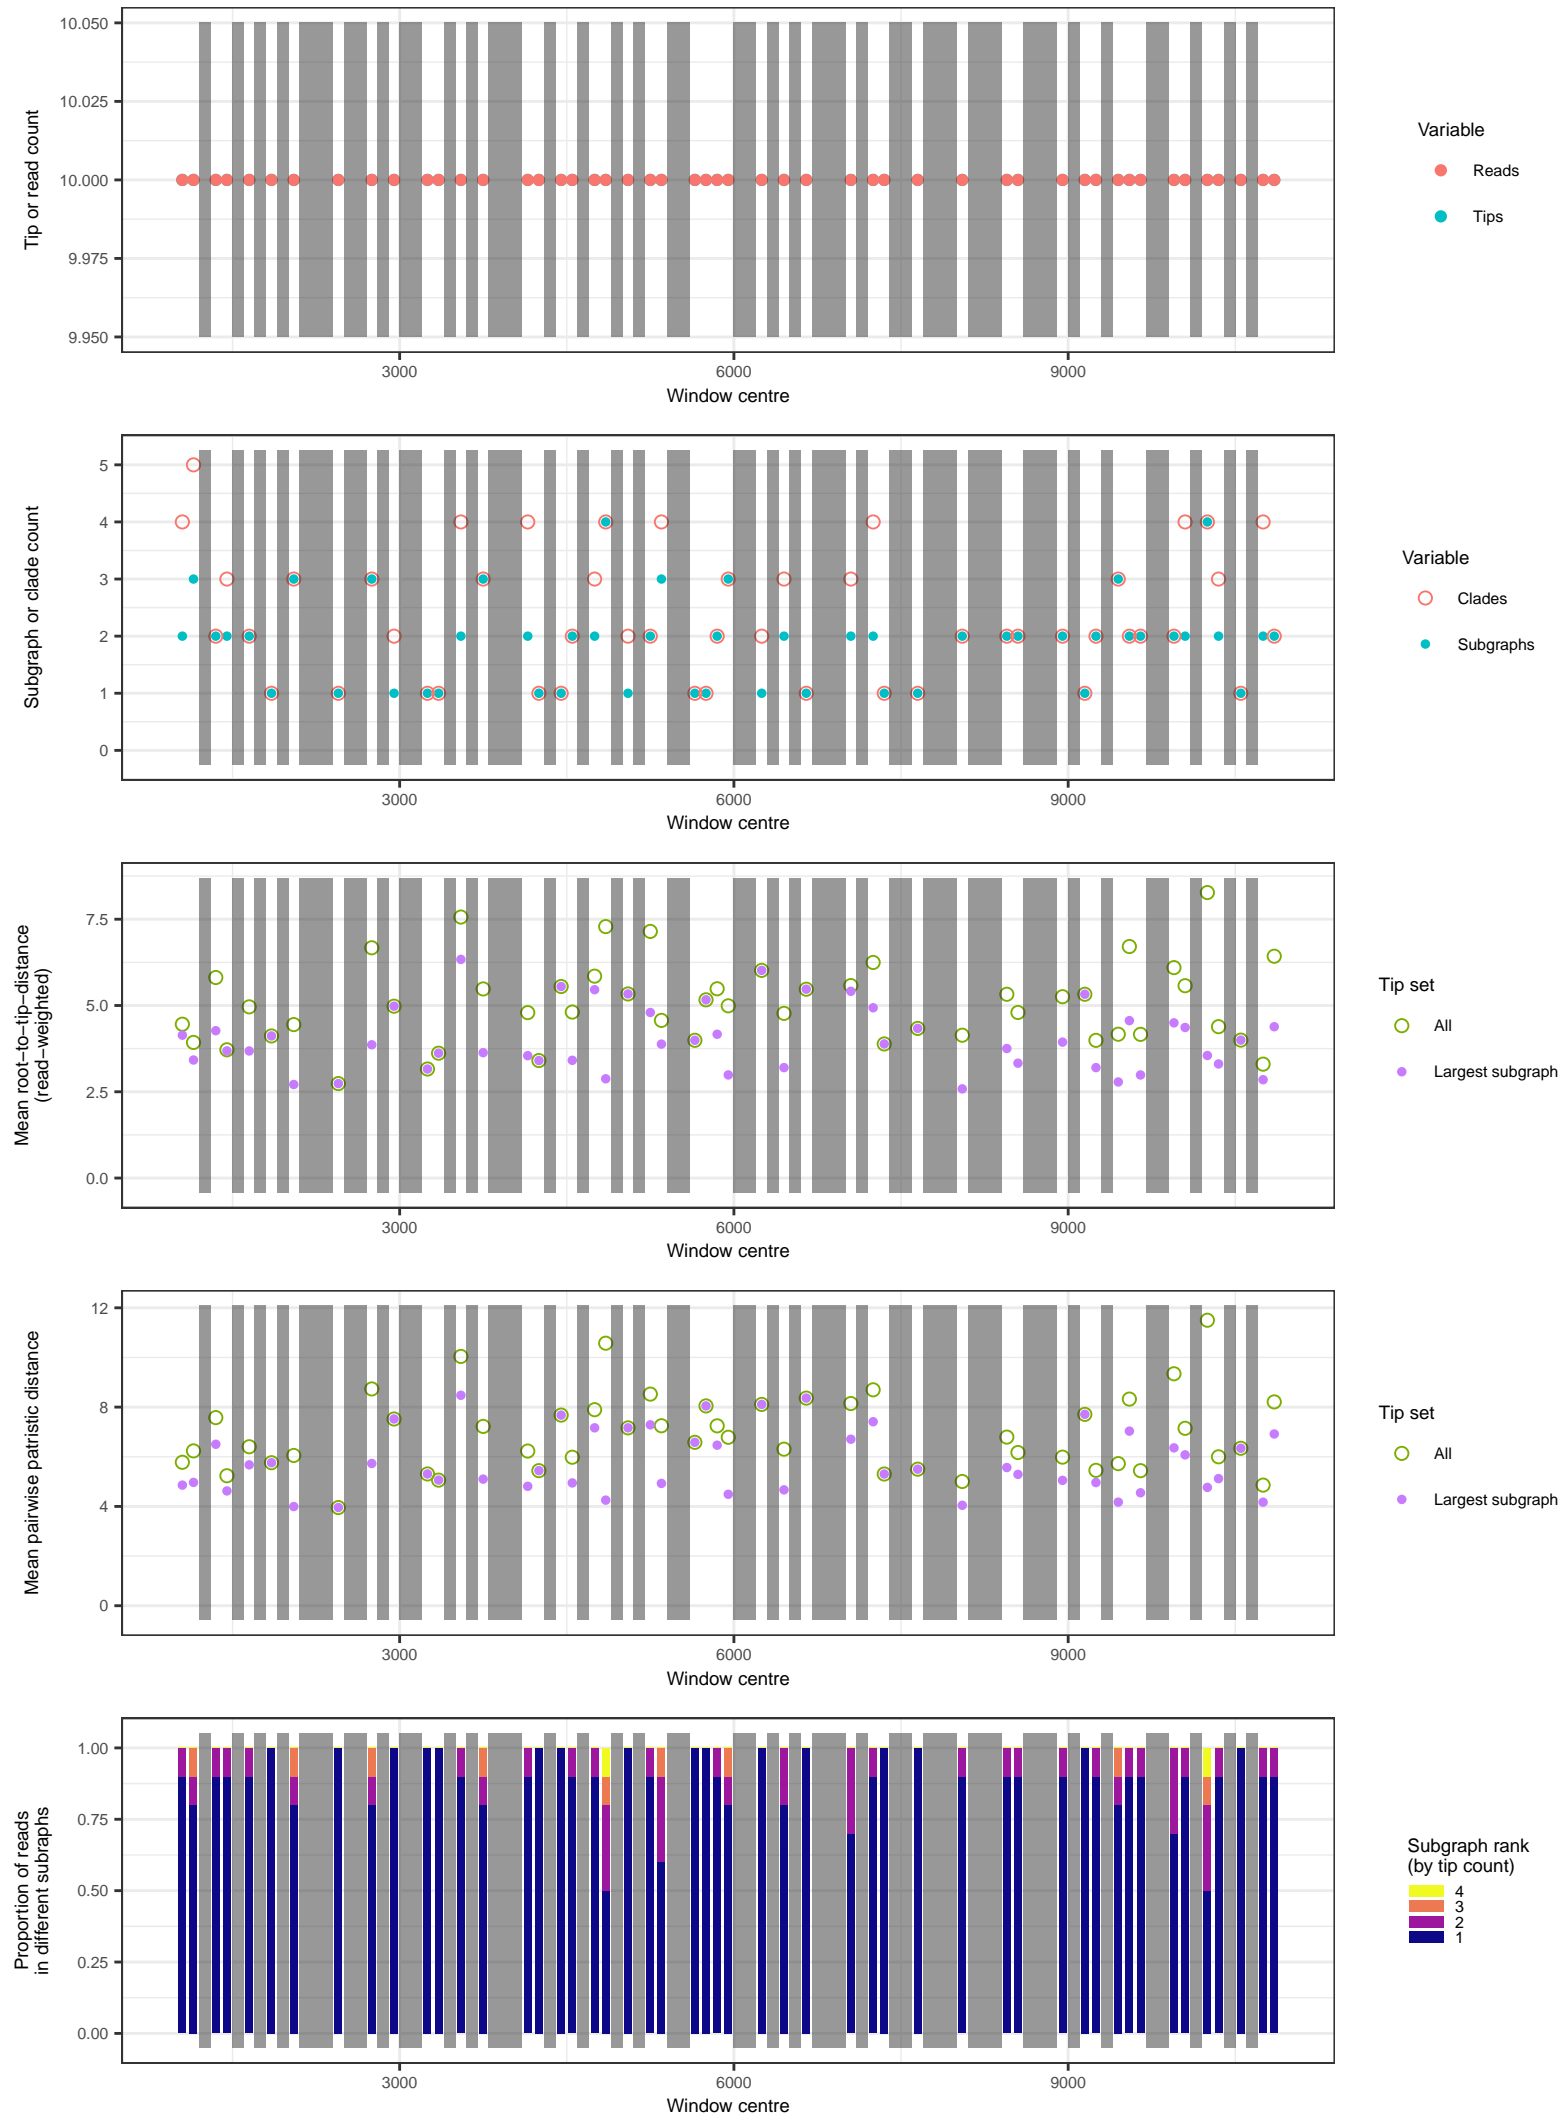 10.050
10.025
10.000
9.975
9.950
Tip or read count
3000
6000
9000
Window centre
Variable
Reads
Tips
5
4
3
2
1
0
Subgraph or clade count
3000
6000
9000
Window centre
Variable
Clades
Subgraphs
7.5
5.0
2.5
0.0
Mean root−to−tip−distance
(read−weighted)
3000
6000
9000
Window centre
Tip set
All
Largest subgraph
12
8
4
0
Mean pairwise patristic distance
3000
6000
9000
Window centre
Tip set
All
Largest subgraph
1.00
0.75
0.50
0.25
0.00
Proportion of reads
in different subraphs
3000
6000
9000
Window centre
Subgraph rank
(by tip count)
4
3
2
1